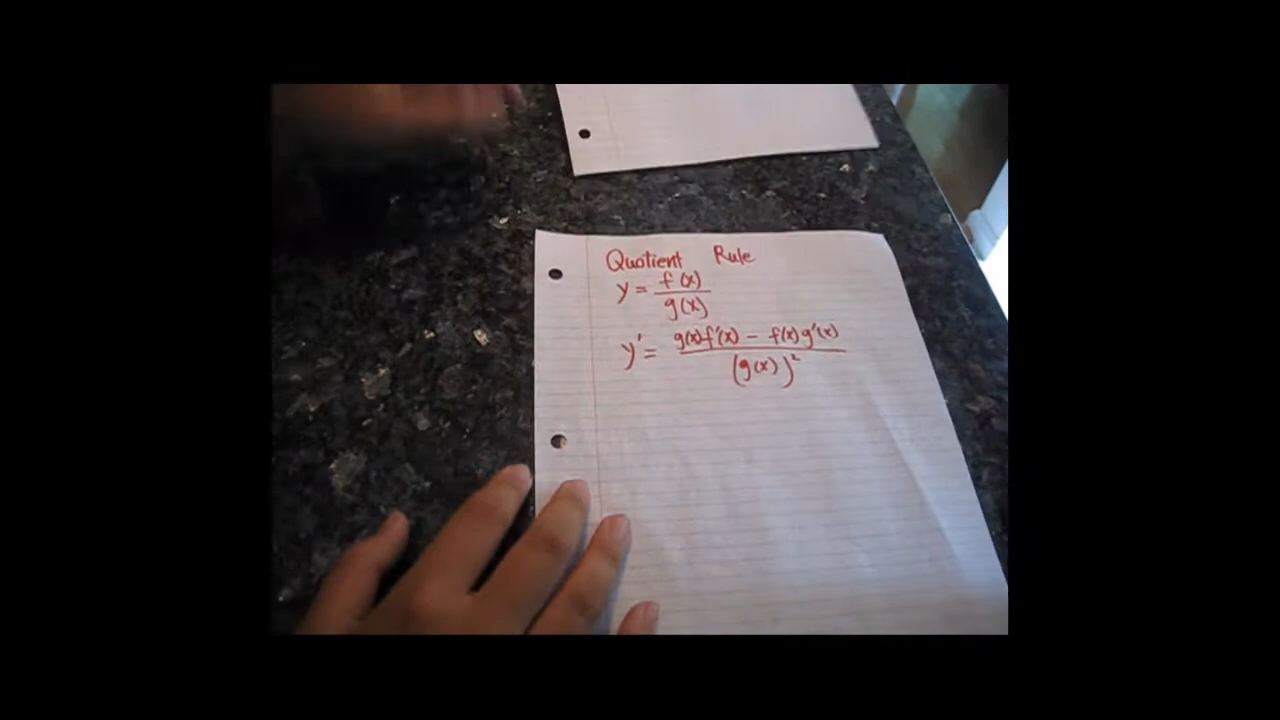 Quotient Rule
y = f(x) / g(x)
y' = g(x)f'(x) - f(x)g'(x) / (g(x))²